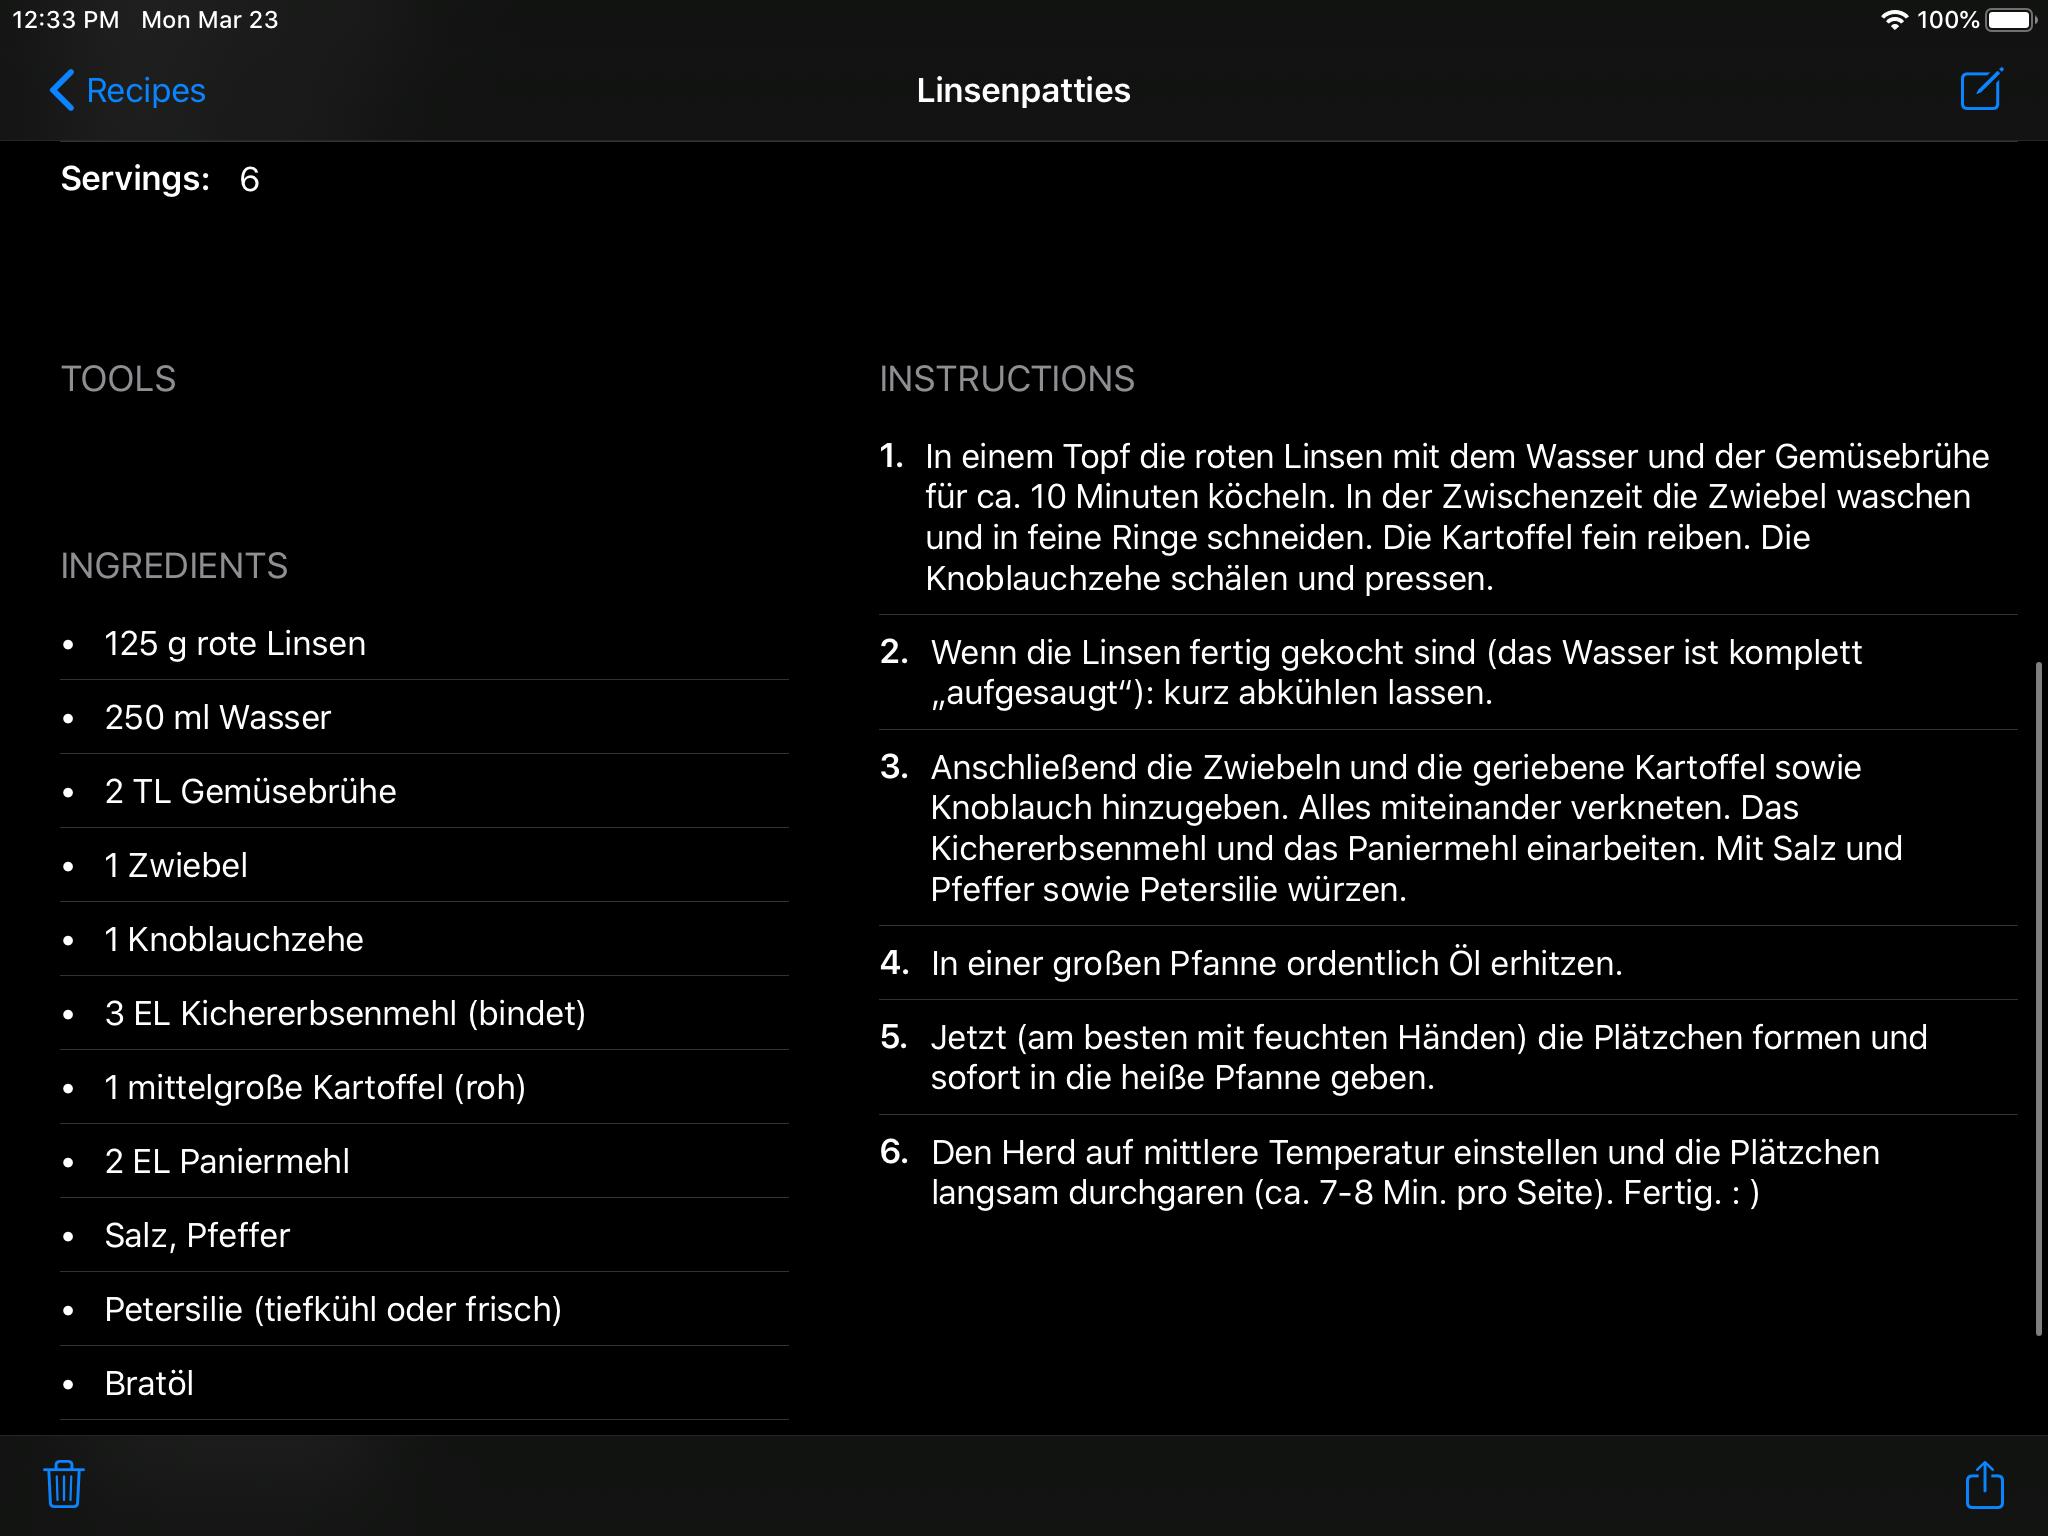 12:33 PM Mon Mar 23
100%
Recipes
Linsenpatties
Servings: 6
TOOLS
INGREDIENTS
• 125 g rote Linsen
• 250 ml Wasser
• 2 TL Gemüsebrühe
• 1 Zwiebel
• 1 Knoblauchzehe
• 3 EL Kichererbsenmehl (bindet)
• 1 mittelgroße Kartoffel (roh)
• 2 EL Paniermehl
• Salz, Pfeffer
• Petersilie (tiefkühl oder frisch)
• Bratöl
INSTRUCTIONS
1. In einem Topf die roten Linsen mit dem Wasser und der Gemüsebrühe
für ca. 10 Minuten köcheln. In der Zwischenzeit die Zwiebel waschen
und in feine Ringe schneiden. Die Kartoffel fein reiben. Die
Knoblauchzehe schälen und pressen.
2. Wenn die Linsen fertig gekocht sind (das Wasser ist komplett
„aufgesaugt“): kurz abkühlen lassen.
3. Anschließend die Zwiebeln und die geriebene Kartoffel sowie
Knoblauch hinzugeben. Alles miteinander verkneten. Das
Kichererbsenmehl und das Paniermehl einarbeiten. Mit Salz und
Pfeffer sowie Petersilie würzen.
4. In einer großen Pfanne ordentlich Öl erhitzen.
5. Jetzt (am besten mit feuchten Händen) die Plätzchen formen und
sofort in die heiße Pfanne geben.
6. Den Herd auf mittlere Temperatur einstellen und die Plätzchen
langsam durchgaren (ca. 7-8 Min. pro Seite). Fertig. : )